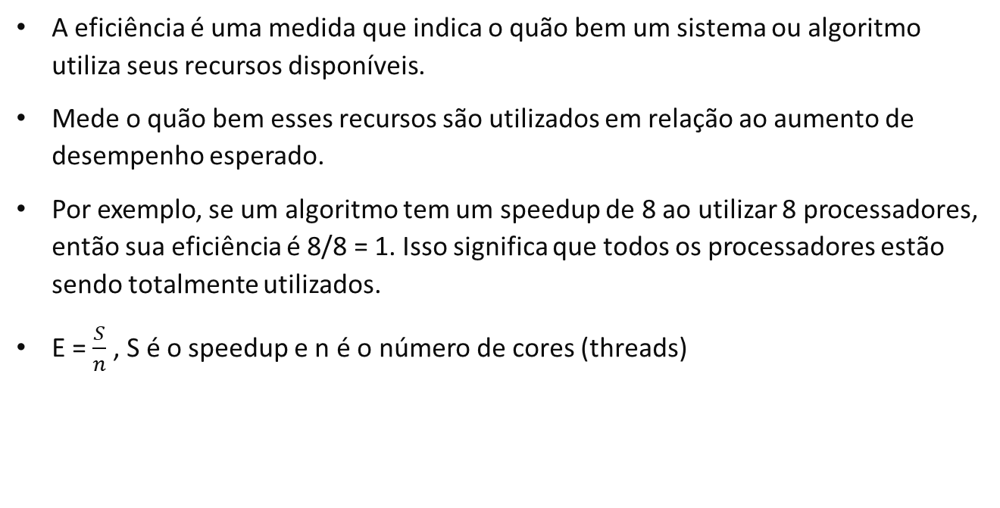 • A eficiência é uma medida que indica o quão bem um sistema ou algoritmo
utiliza seus recursos disponíveis.
• Mede o quão bem esses recursos são utilizados em relação ao aumento de
desempenho esperado.
• Por exemplo, se um algoritmo tem um speedup de 8 ao utilizar 8 processadores,
então sua eficiência é 8/8 = 1. Isso significa que todos os processadores estão
sendo totalmente utilizados.
• E = S/n , S é o speedup e n é o número de cores (threads)